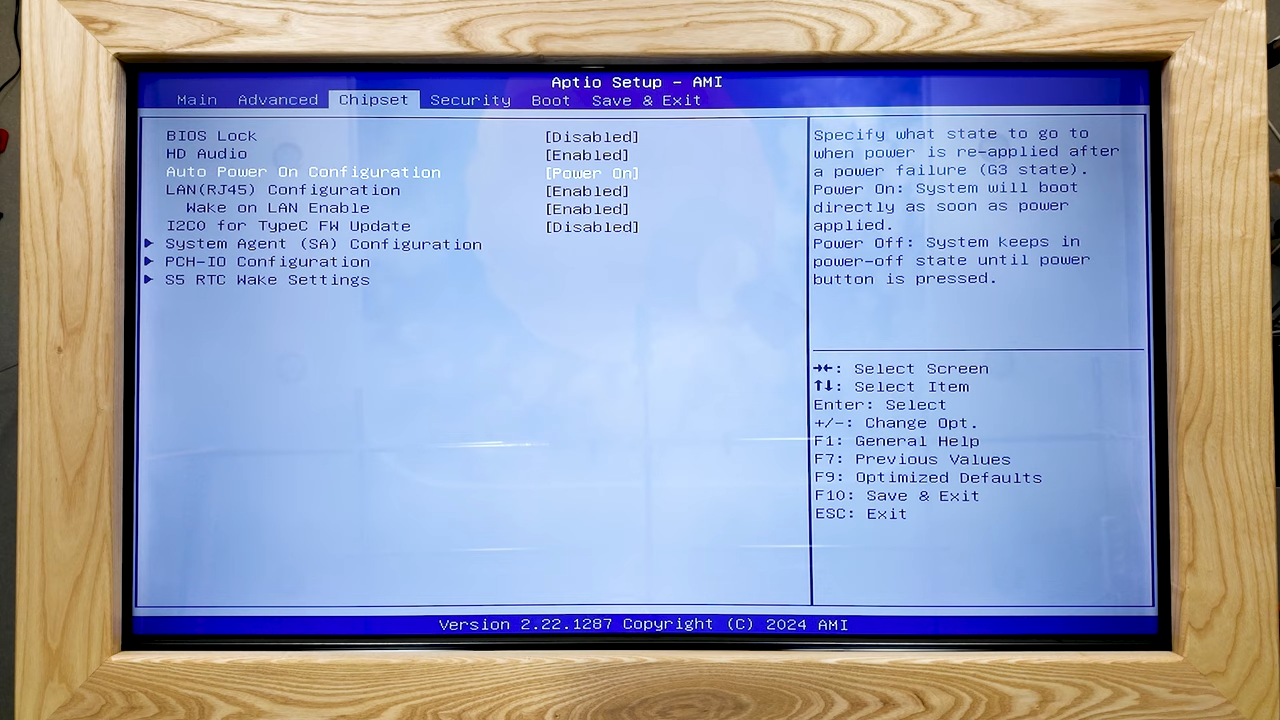 Aptio Setup - AMI
Main Advanced Chipset Security Boot Save & Exit
BIOS Lock [Disabled]
HD Audio [Enabled]
Auto Power On Configuration [Power On]
LAN(RJ45) Configuration [Enabled]
Wake on LAN Enable [Enabled]
I2C0 for TypeC FW Update [Disabled]
► System Agent (SA) Configuration
► PCH-IO Configuration
► S5 RTC Wake Settings
Specify what state to go to
when power is re-applied after
a power failure (G3 state).
Power On: System will boot
directly as soon as power
applied.
Power Off: System keeps in
power-off state until power
button is pressed.
→←: Select Screen
↑↓: Select Item
Enter: Select
+/-: Change Opt.
F1: General Help
F7: Previous Values
F9: Optimized Defaults
F10: Save & Exit
ESC: Exit
Version 2.22.1287 Copyright (C) 2024 AMI